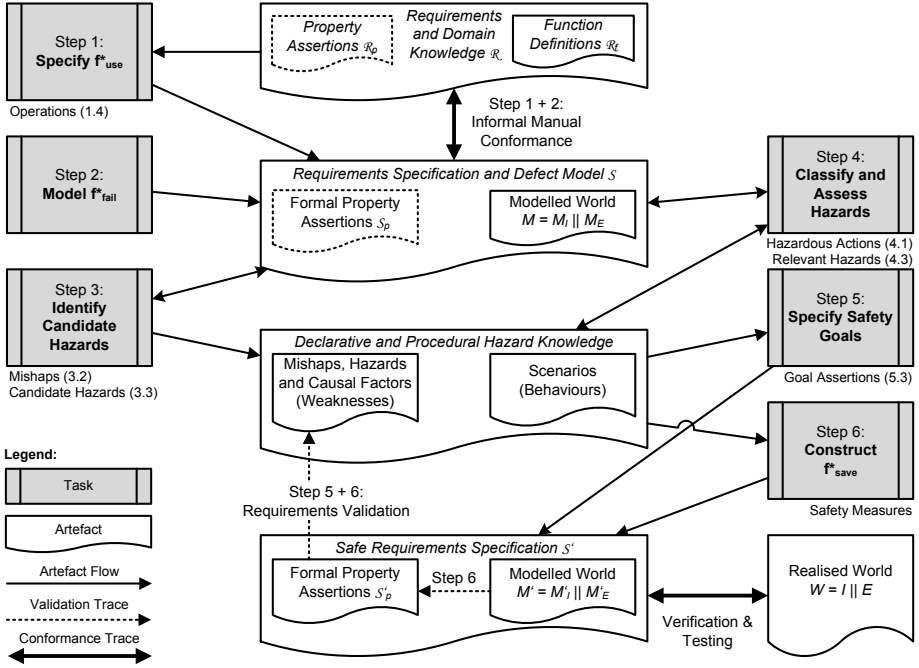 Step 1:
Specify f*use
Operations (1.4)
Property
Assertions ℛp
Requirements
and Domain
Knowledge ℛ
Function
Definitions ℛf
Step 1 + 2:
Informal Manual
Conformance
Step 2:
Model f*fail
Requirements Specification and Defect Model 𝒮
Formal Property
Assertions 𝒮p
Modelled World
M = MI || ME
Step 4:
Classify and
Assess
Hazards
Hazardous Actions (4.1)
Relevant Hazards (4.3)
Step 3:
Identify
Candidate
Hazards
Mishaps (3.2)
Candidate Hazards (3.3)
Declarative and Procedural Hazard Knowledge
Mishaps, Hazards
and Causal Factors
(Weaknesses)
Scenarios
(Behaviours)
Step 5:
Specify Safety
Goals
Goal Assertions (5.3)
Step 6:
Construct
f*save
Safety Measures
Legend:
Task
Artefact
Artefact Flow
Validation Trace
Conformance Trace
Step 5 + 6:
Requirements Validation
Safe Requirements Specification 𝒮‘
Formal Property
Assertions 𝒮‘p
Step 6
Modelled World
M‘ = M‘I || M‘E
Verification &
Testing
Realised World
W = I || E